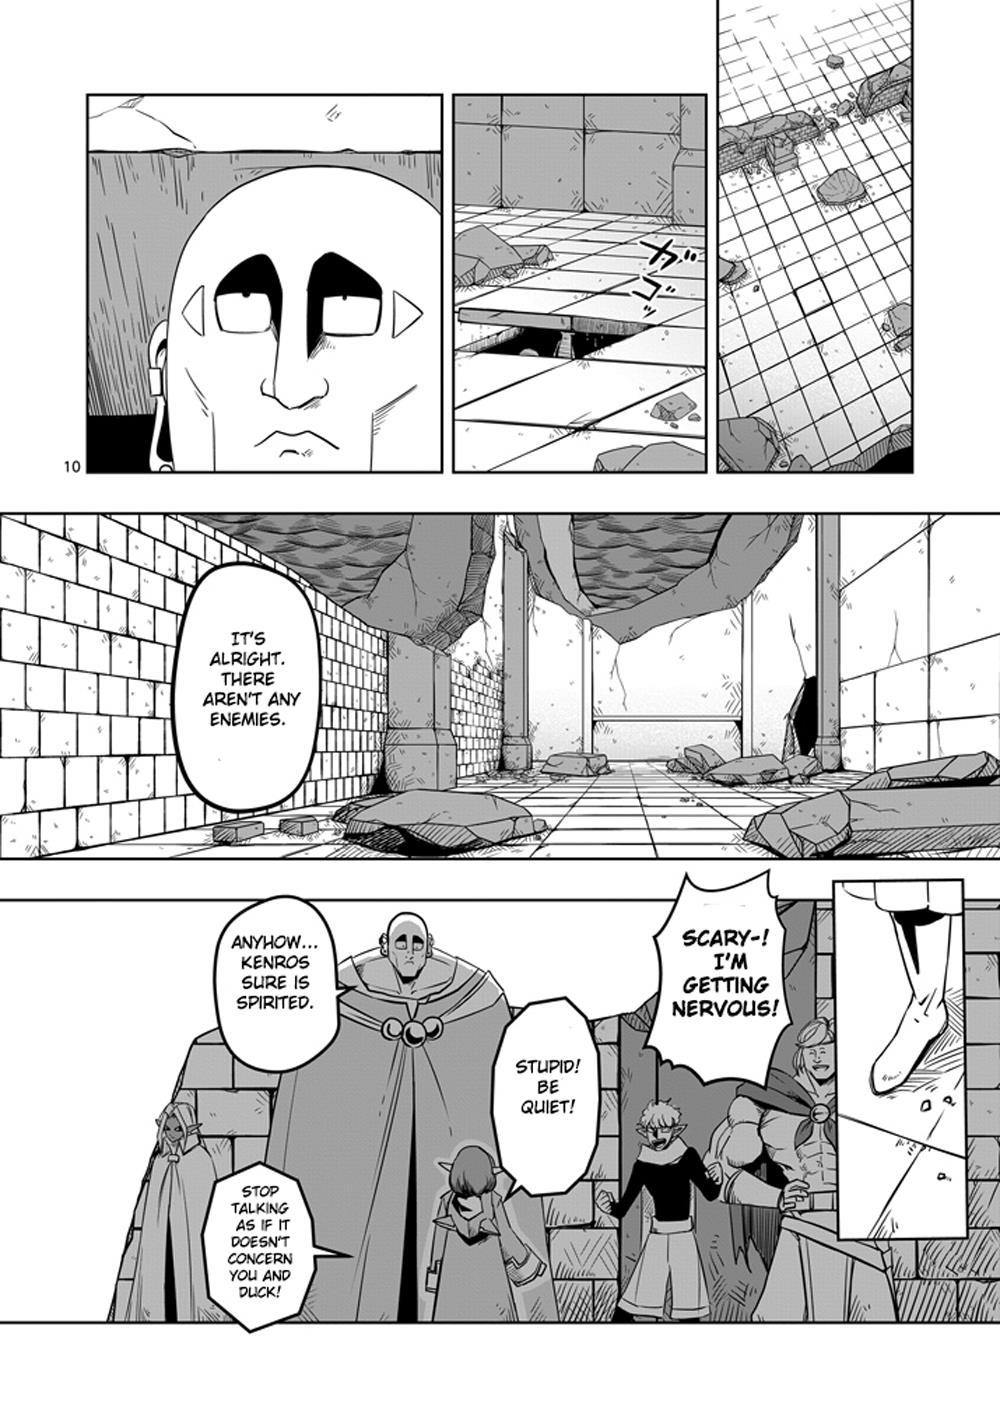 ガ
ゴ
10
IT'S
ALRIGHT.
THERE
AREN'T ANY
ENEMIES.
SCARY-!
I'M
GETTING
NERVOUS!
STUPID!
BE
QUIET!
ANYHOW...
KENROS
SURE IS
SPIRITED.
STOP
TALKING
AS IF IT
DOESN'T
CONCERN
YOU AND
DUCK!